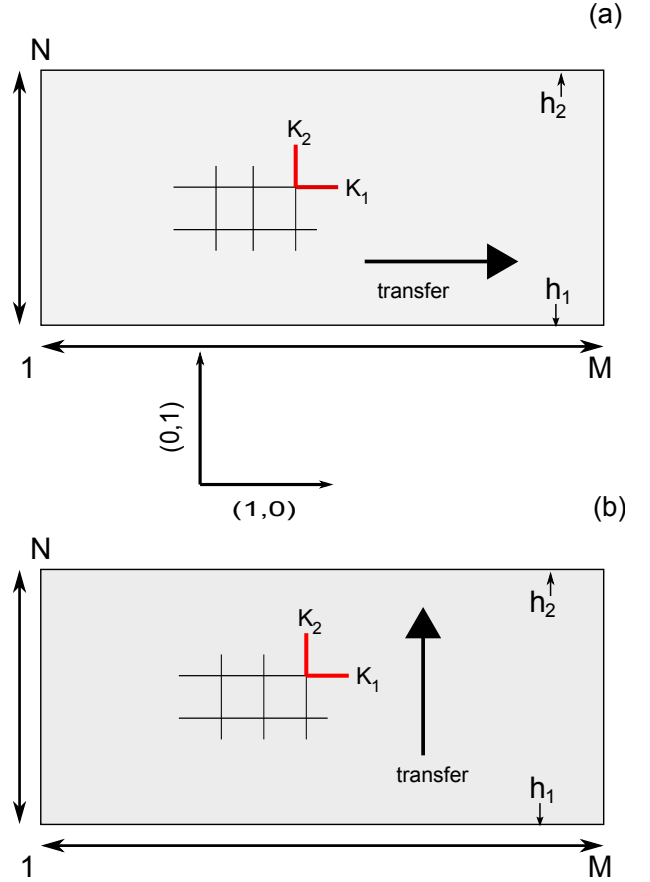 (a)
N
h2
K2
K1
transfer
h1
1 M
(0,1)
(1,0)
(b)
N
h2
K2
K1
transfer
h1
1 M